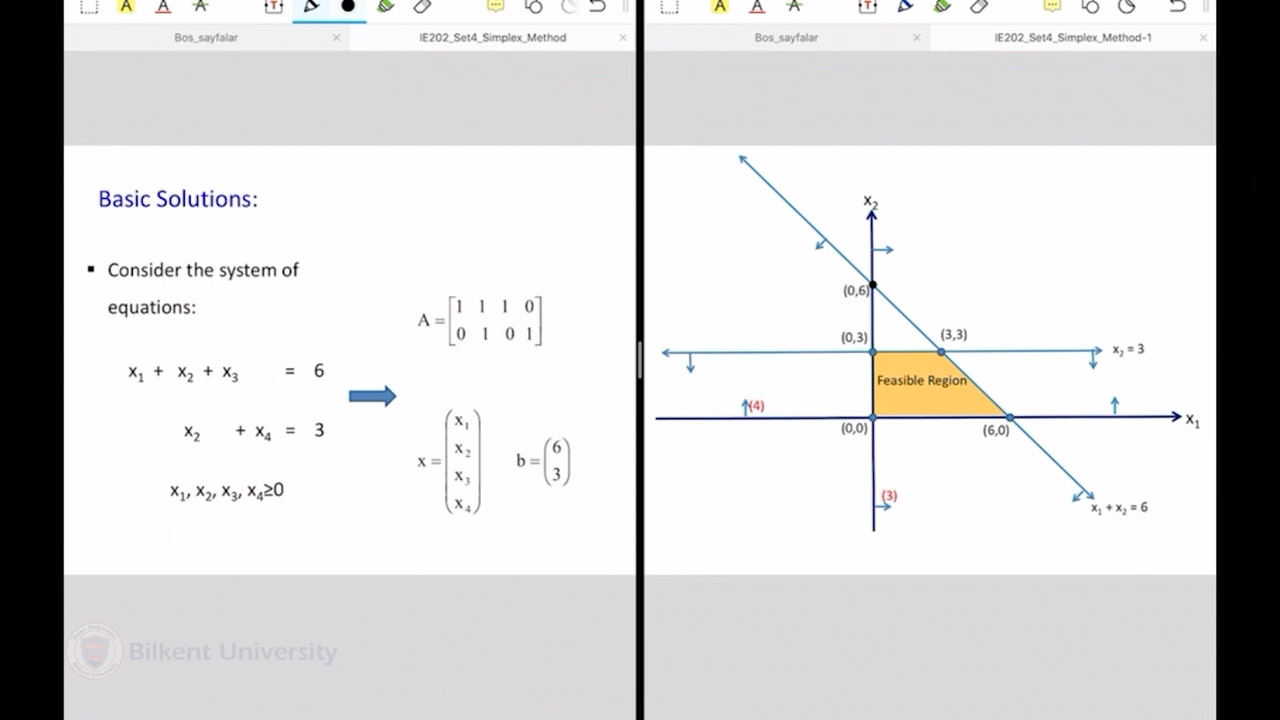 A A A T
Bos_sayfalar × IE202_Set4_Simplex_Method ×
Basic Solutions:
▪ Consider the system of
equations:
x₁ + x₂ + x₃ = 6
x₂ + x₄ = 3
x₁, x₂, x₃, x₄≥0
A = [1 1 1 0
0 1 0 1]
x = (x₁
x₂
x₃
x₄)
b = (6
3)
Bilkent University
A A A T
Bos_sayfalar × IE202_Set4_Simplex_Method-1 ×
x₂
(0,6)
(0,3) (3,3)
x₂ = 3
Feasible Region
(4)
x₁
(0,0) (6,0)
(3)
x₁ + x₂ = 6